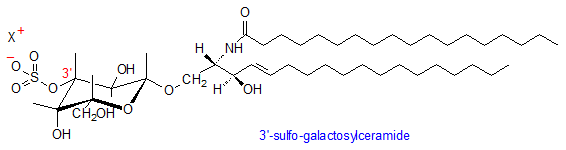 X+
O
−O
O
S
O
O
3'
OH
O
O
CH2
NH
OH
CH2OH
OH
3'-sulfo-galactosylceramide